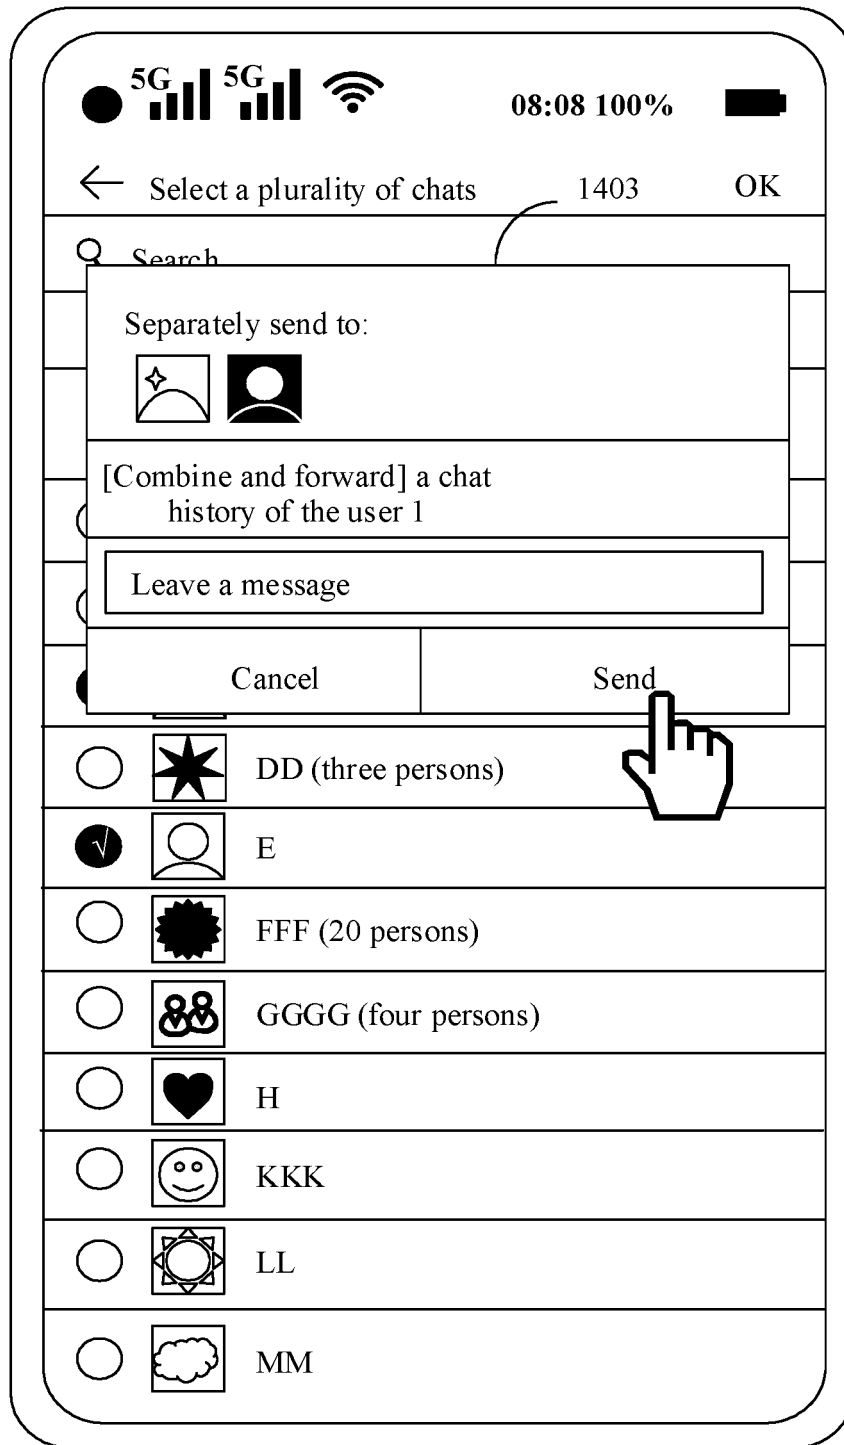 5G 5G 08:08 100%
Select a plurality of chats 1403 OK
Search
Separately send to:
[Combine and forward] a chat
history of the user 1
Leave a message
Cancel Send
DD (three persons)
√ E
FFF (20 persons)
GGGG (four persons)
H
KKK
LL
MM